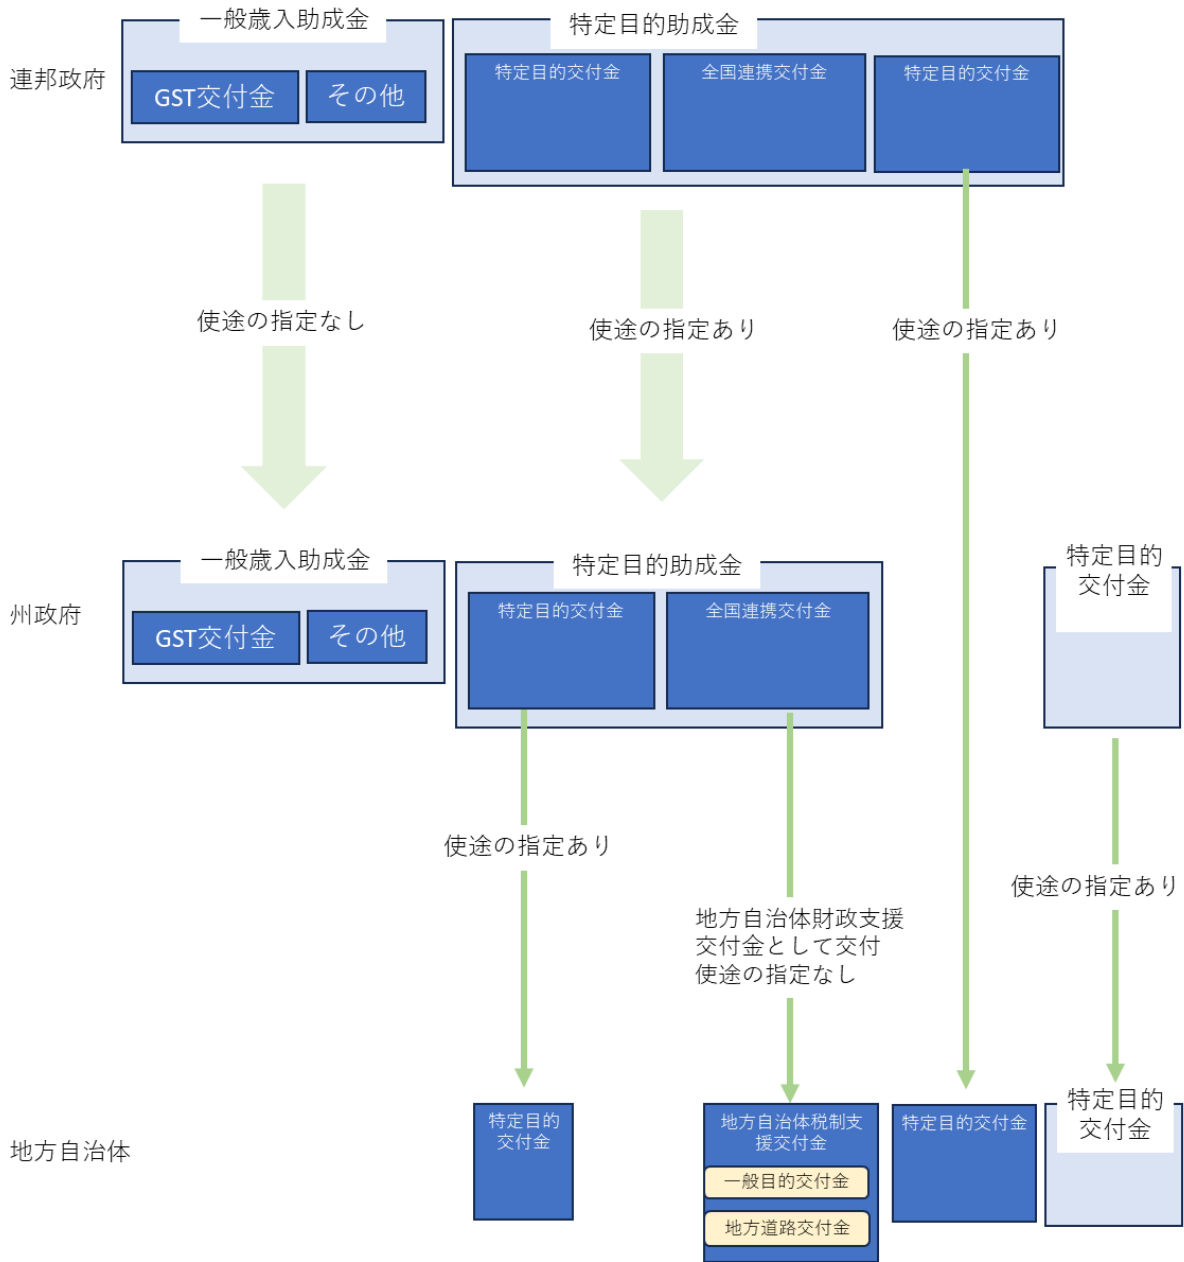 一般歳入助成金
特定目的助成金
連邦政府
GST交付金
その他
特定目的交付金
全国連携交付金
特定目的交付金
使途の指定なし
使途の指定あり
使途の指定あり
一般歳入助成金
特定目的助成金
特定目的
交付金
州政府
GST交付金
その他
特定目的交付金
全国連携交付金
使途の指定あり
地方自治体財政支援
交付金として交付
使途の指定なし
使途の指定あり
地方自治体
特定目的
交付金
地方自治体税制支
援交付金
一般目的交付金
地方道路交付金
特定目的交付金
特定目的
交付金